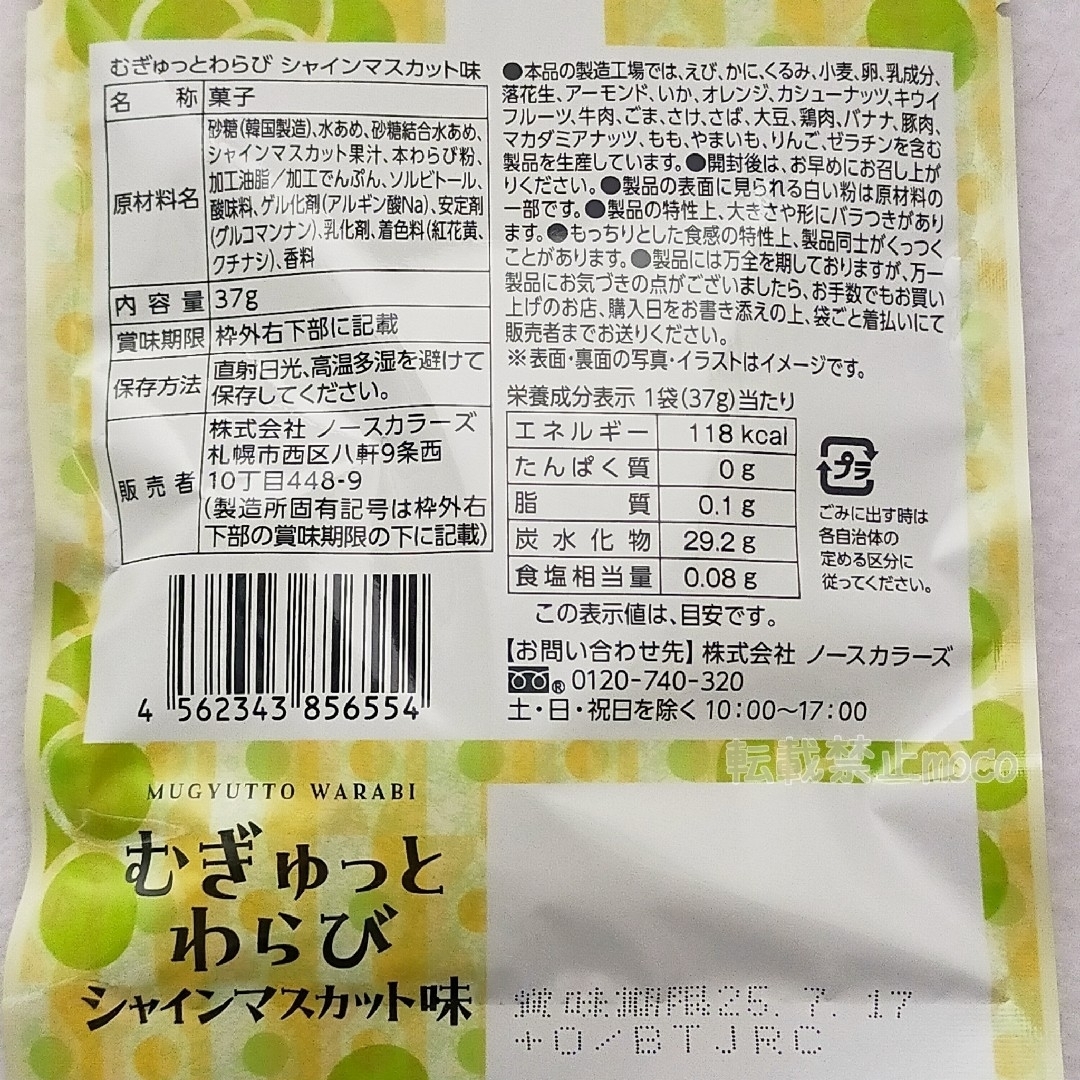 むぎゅっとわらび シャインマスカット味
名称 菓子
原材料名
砂糖(韓国製造)、水あめ、砂糖結合水あめ、
シャインマスカット果汁、本わらび粉、
加工油脂/加工でんぷん、ソルビトール、
酸味料、ゲル化剤(アルギン酸Na)、安定剤
(グルコマンナン)、乳化剤、着色料(紅花黄、
クチナシ)、香料
内容量 37g
賞味期限 枠外右下部に記載
保存方法
直射日光、高温多湿を避けて
保存してください。
販売者
株式会社 ノースカラーズ
札幌市西区八軒9条西
10丁目448-9
(製造所固有記号は枠外右
下部の賞味期限の下に記載)
●本品の製造工場では、えび、かに、くるみ、小麦、卵、乳成分、
落花生、アーモンド、いか、オレンジ、カシューナッツ、キウイ
フルーツ、牛肉、ごま、さけ、さば、大豆、鶏肉、バナナ、豚肉、
マカダミアナッツ、もも、やまいも、りんご、ゼラチンを含む
製品を生産しています。●開封後は、お早めにお召し上が
りください。●製品の表面に見られる白い粉は原材料の
一部です。●製品の特性上、大きさや形にバラつきがあり
ます。●もっちりとした食感の特性上、製品同士がくっつく
ことがあります。●製品には万全を期しておりますが、万一
製品にお気づきの点がございましたら、お手数でもお買い
上げのお店、購入日をお書き添えの上、袋ごと着払いにて
販売者までお送りください。
※表面・裏面の写真・イラストはイメージです。
栄養成分表示 1袋(37g)当たり
エネルギー 118 kcal
たんぱく質 0g
脂質 0.1g
炭水化物 29.2g
食塩相当量 0.08g
この表示値は、目安です。
プラ
ごみに出す時は
各自治体の
定める区分に
従ってください。
【お問い合わせ先】株式会社 ノースカラーズ
® 0120-740-320
土・日・祝日を除く 10:00~17:00
4 562343 856554
転載禁止moco
MUGYUTTO WARABI
むぎゅっと
わらび
シャインマスカット味
賞味期限25. 7. 17
+O/BTJRC